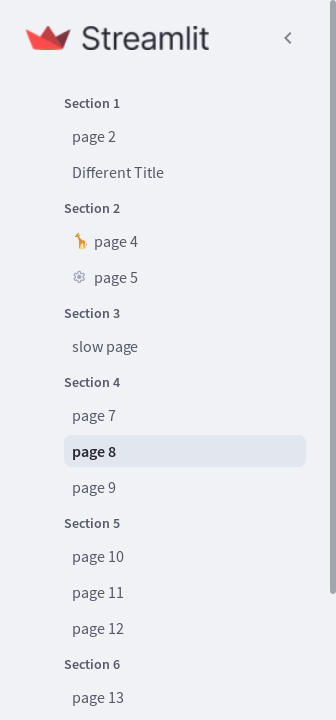 Streamlit
Section 1
page 2
Different Title
Section 2
page 4
page 5
Section 3
slow page
Section 4
page 7
page 8
page 9
Section 5
page 10
page 11
page 12
Section 6
page 13